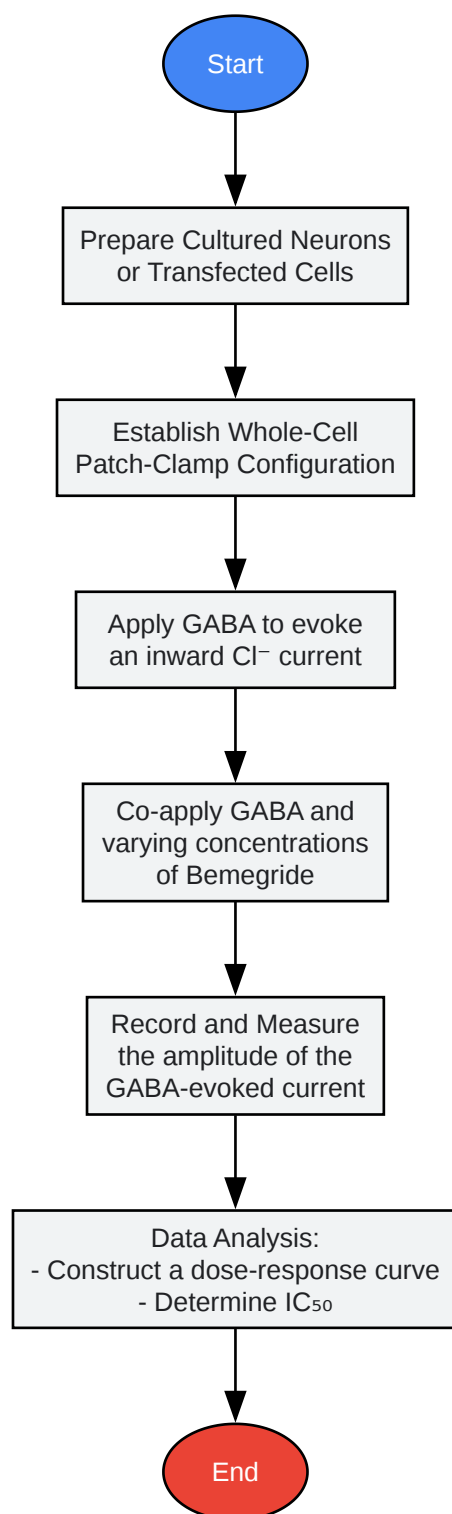 Start
Prepare Cultured Neurons
or Transfected Cells
Establish Whole-Cell
Patch-Clamp Configuration
Apply GABA to evoke
an inward Cl⁻ current
Co-apply GABA and
varying concentrations
of Bemegride
Record and Measure
the amplitude of the
GABA-evoked current
Data Analysis:
- Construct a dose-response curve
- Determine IC₅₀
End